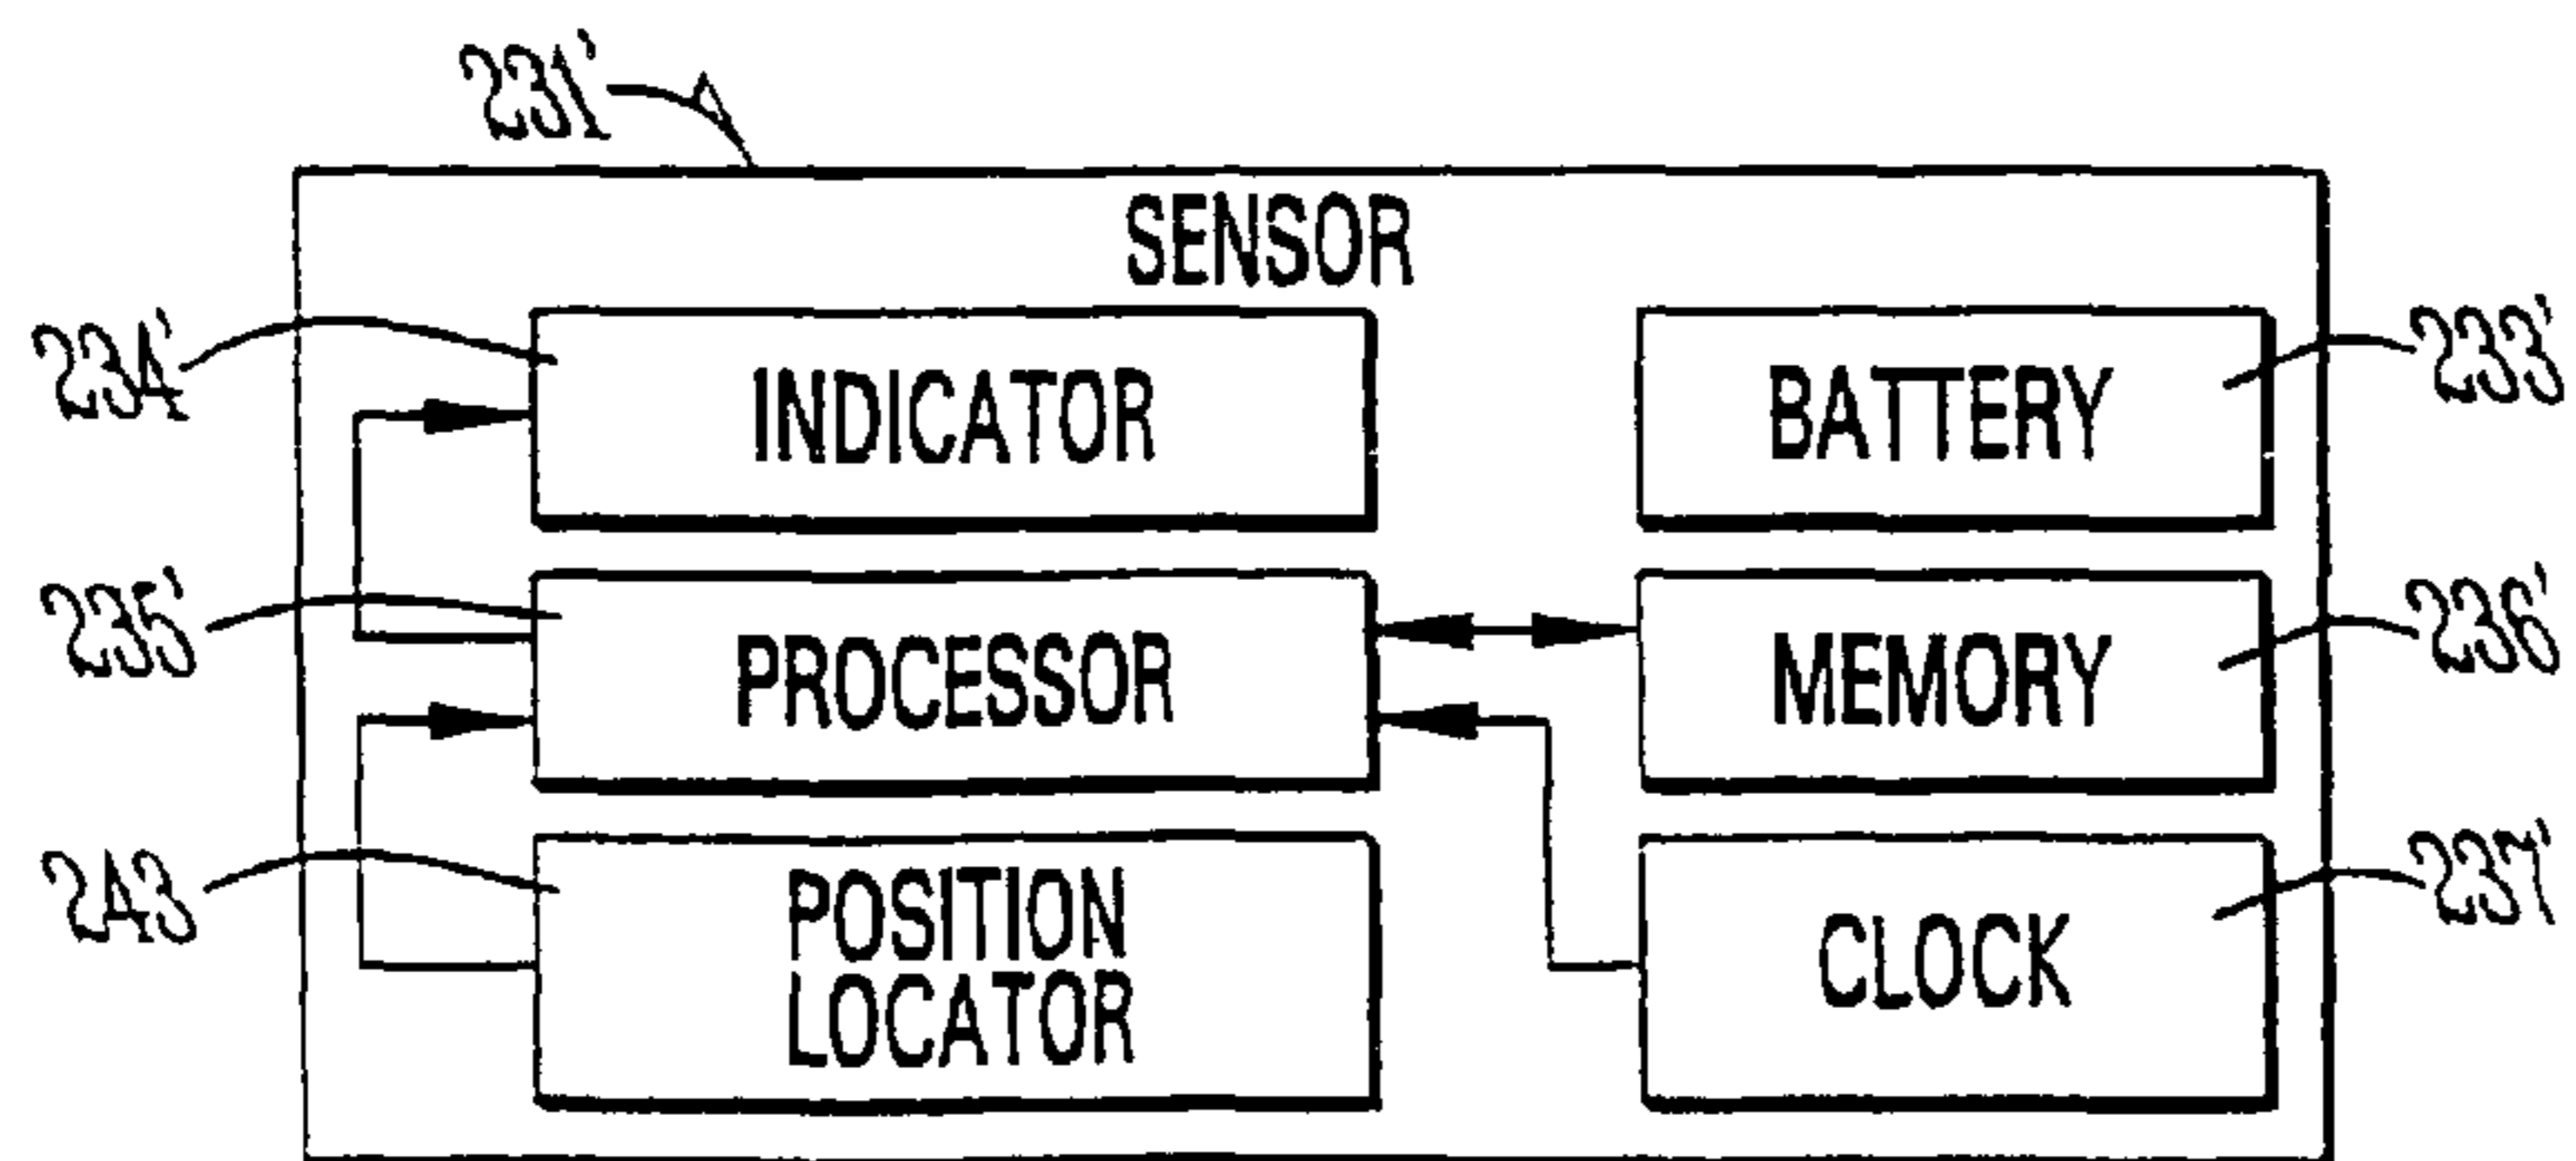 231'
SENSOR
234'
INDICATOR
BATTERY
233'
235'
PROCESSOR
MEMORY
236'
243
POSITION
LOCATOR
CLOCK
237'